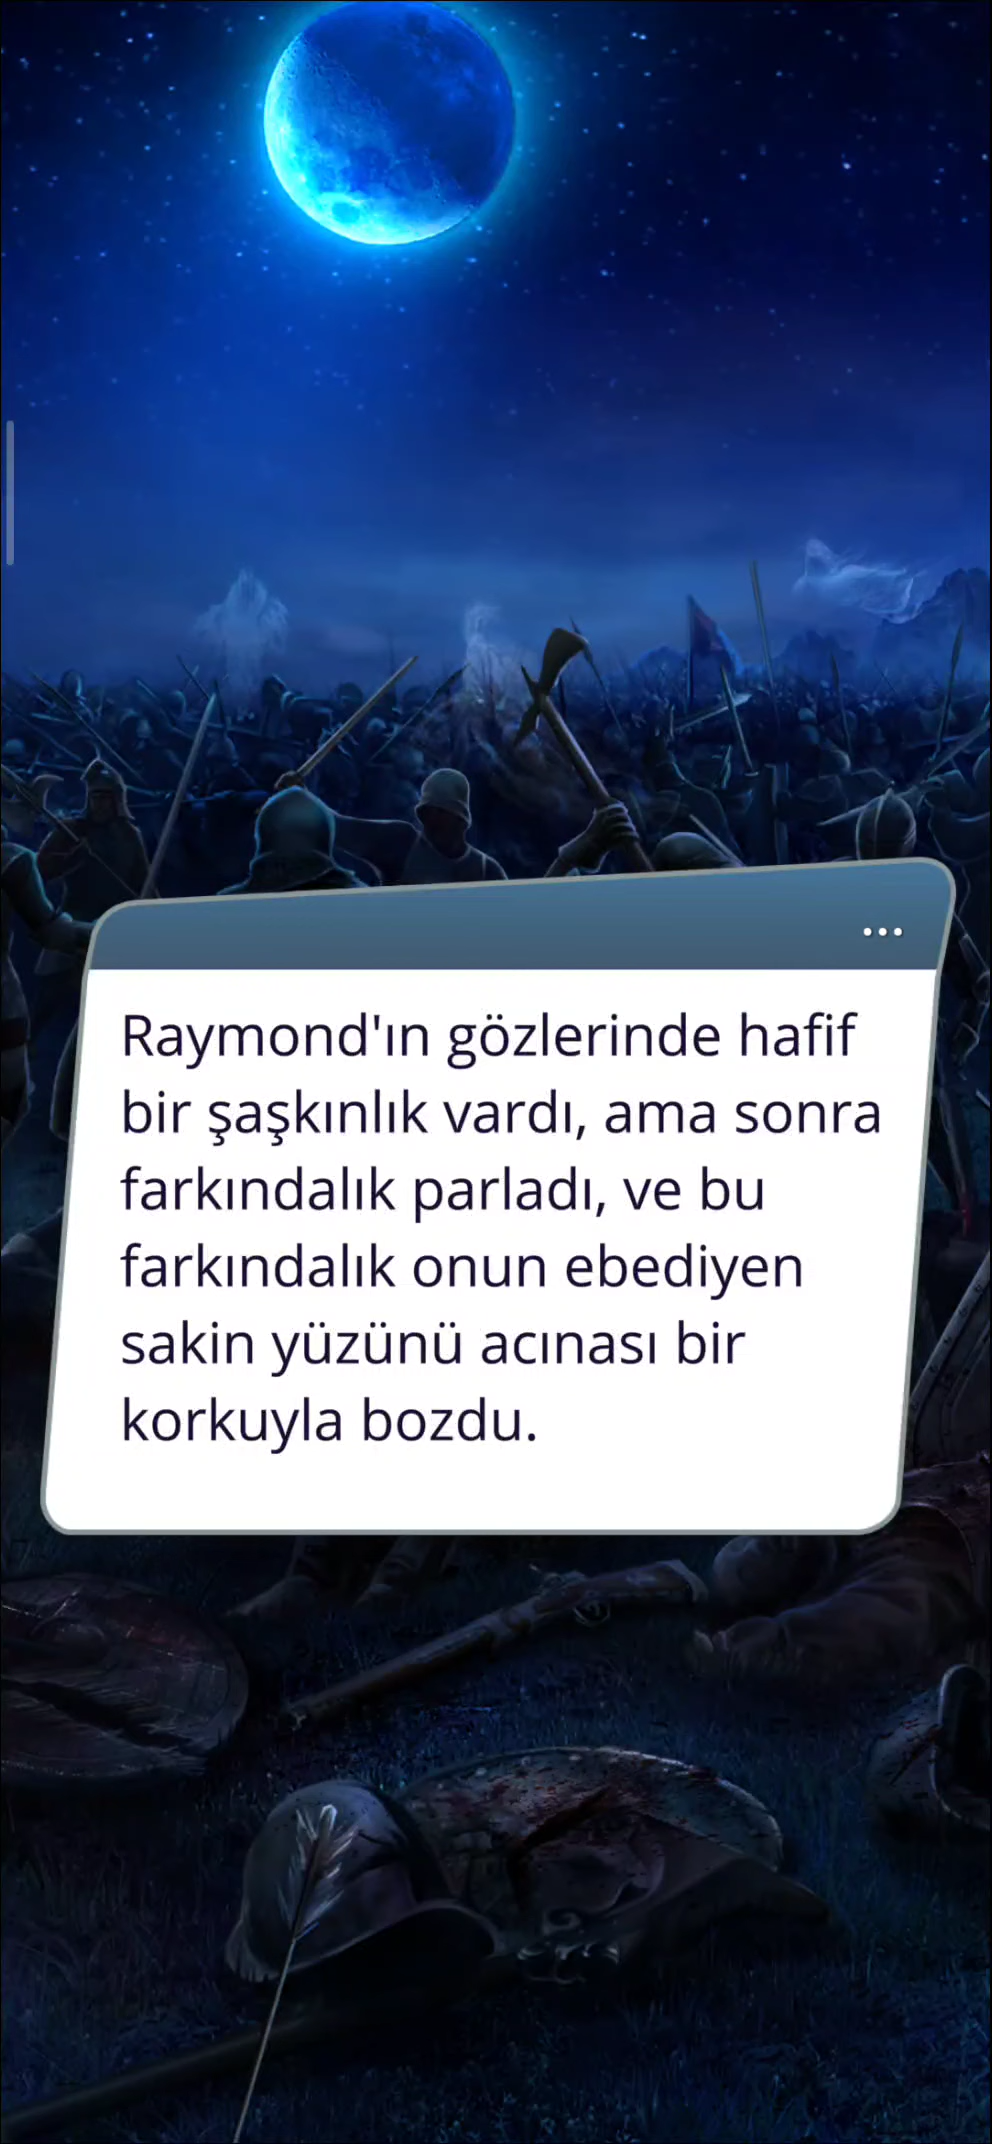 Raymond'ın gözlerinde hafif
bir şaşkınlık vardı, ama sonra
farkındalık parladı, ve bu
farkındalık onun ebediyen
sakin yüzünü acınası bir
korkuyla bozdu.